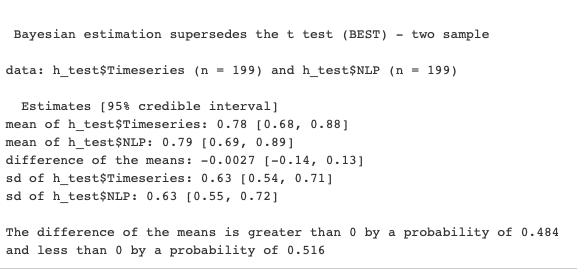 Bayesian estimation supersedes the t test (BEST) - two sample
data: h_test$Timeseries (n = 199) and h_test$NLP (n = 199)
Estimates [95% credible interval]
mean of h_test$Timeseries: 0.78 [0.68, 0.88]
mean of h_test$NLP: 0.79 [0.69, 0.89]
difference of the means: -0.0027 [-0.14, 0.13]
sd of h_test$Timeseries: 0.63 [0.54, 0.71]
sd of h_test$NLP: 0.63 [0.55, 0.72]
The difference of the means is greater than 0 by a probability of 0.484
and less than 0 by a probability of 0.516